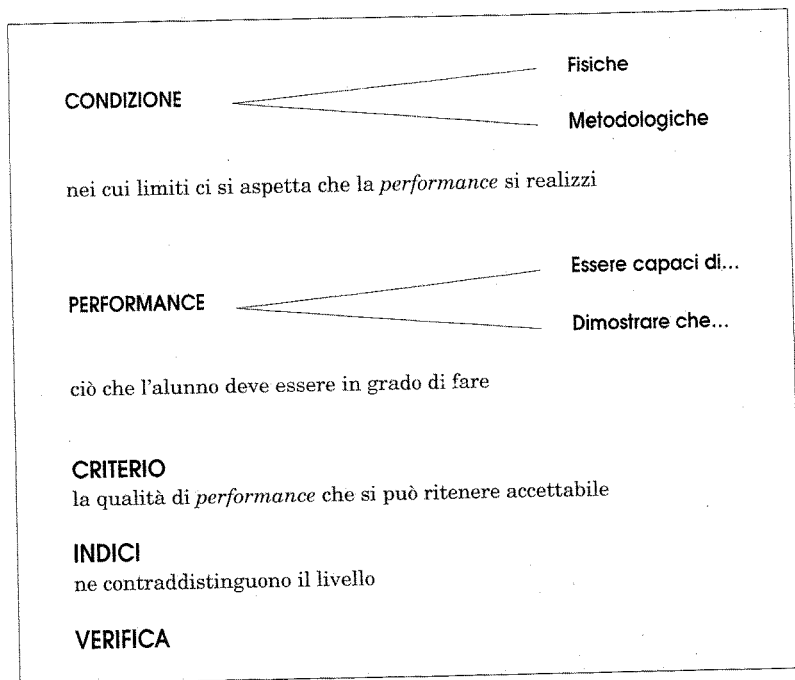 CONDIZIONE
Fisiche
Metodologiche
nei cui limiti ci si aspetta che la performance si realizzi
PERFORMANCE
Essere capaci di...
Dimostrare che...
ciò che l'alunno deve essere in grado di fare
CRITERIO
la qualità di performance che si può ritenere accettabile
INDICI
ne contraddistinguono il livello
VERIFICA